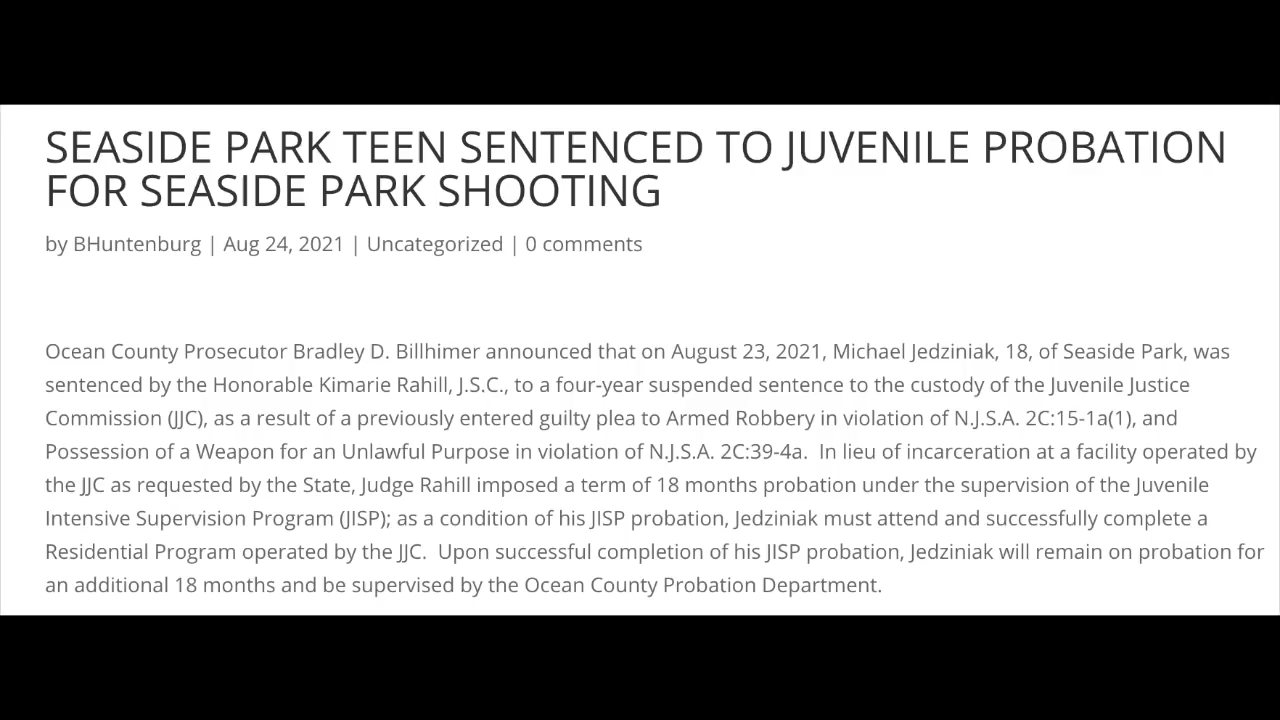 SEASIDE PARK TEEN SENTENCED TO JUVENILE PROBATION
FOR SEASIDE PARK SHOOTING
by BHuntenburg | Aug 24, 2021 | Uncategorized | 0 comments
Ocean County Prosecutor Bradley D. Billhimer announced that on August 23, 2021, Michael Jedziniak, 18, of Seaside Park, was
sentenced by the Honorable Kimarie Rahill, J.S.C., to a four-year suspended sentence to the custody of the Juvenile Justice
Commission (JJC), as a result of a previously entered guilty plea to Armed Robbery in violation of N.J.S.A. 2C:15-1a(1), and
Possession of a Weapon for an Unlawful Purpose in violation of N.J.S.A. 2C:39-4a.  In lieu of incarceration at a facility operated by
the JJC as requested by the State, Judge Rahill imposed a term of 18 months probation under the supervision of the Juvenile
Intensive Supervision Program (JISP); as a condition of his JISP probation, Jedziniak must attend and successfully complete a
Residential Program operated by the JJC.  Upon successful completion of his JISP probation, Jedziniak will remain on probation for
an additional 18 months and be supervised by the Ocean County Probation Department.